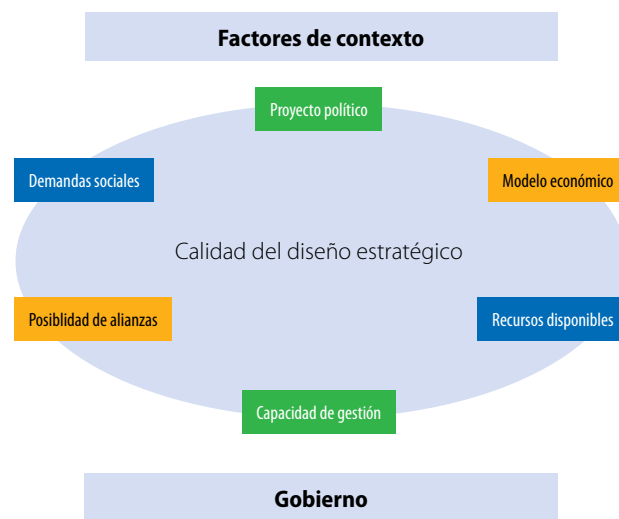 Factores de contexto
Proyecto político
Demandas sociales
Modelo económico
Calidad del diseño estratégico
Posiblidad de alianzas
Recursos disponibles
Capacidad de gestión
Gobierno